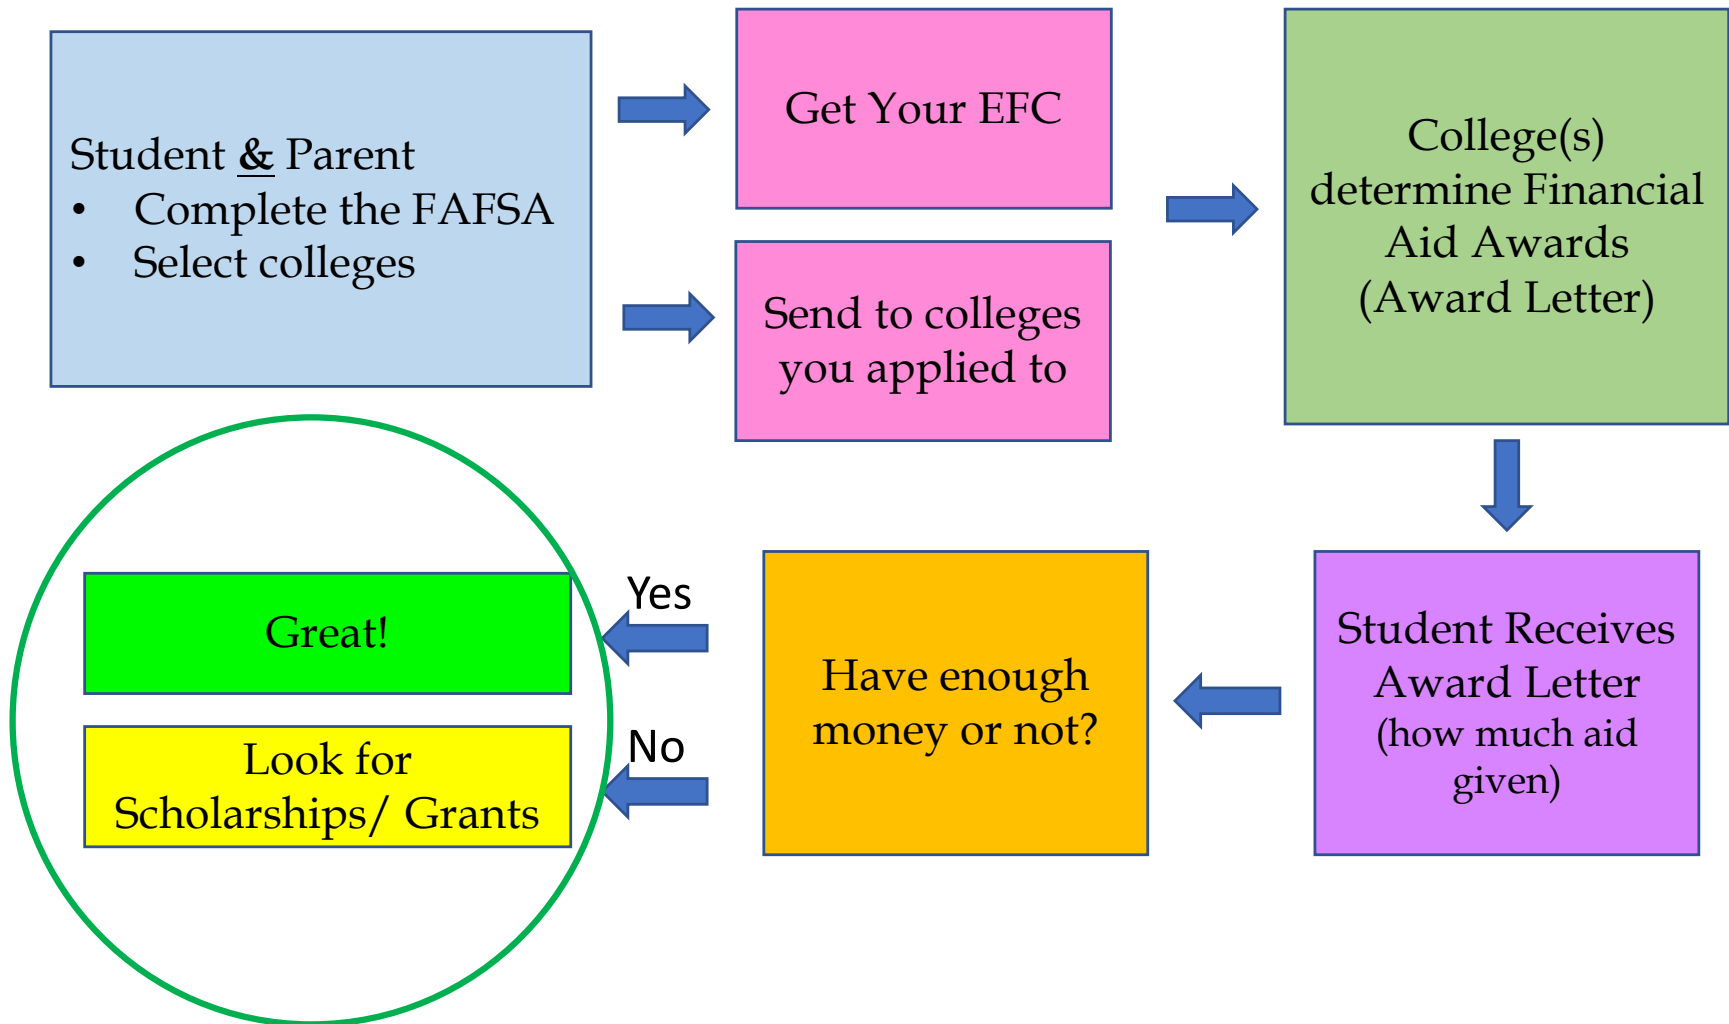 Student & Parent
• Complete the FAFSA
• Select colleges
Get Your EFC
Send to colleges
you applied to
College(s)
determine Financial
Aid Awards
(Award Letter)
Student Receives
Award Letter
(how much aid
given)
Have enough
money or not?
Yes
Great!
No
Look for
Scholarships/ Grants